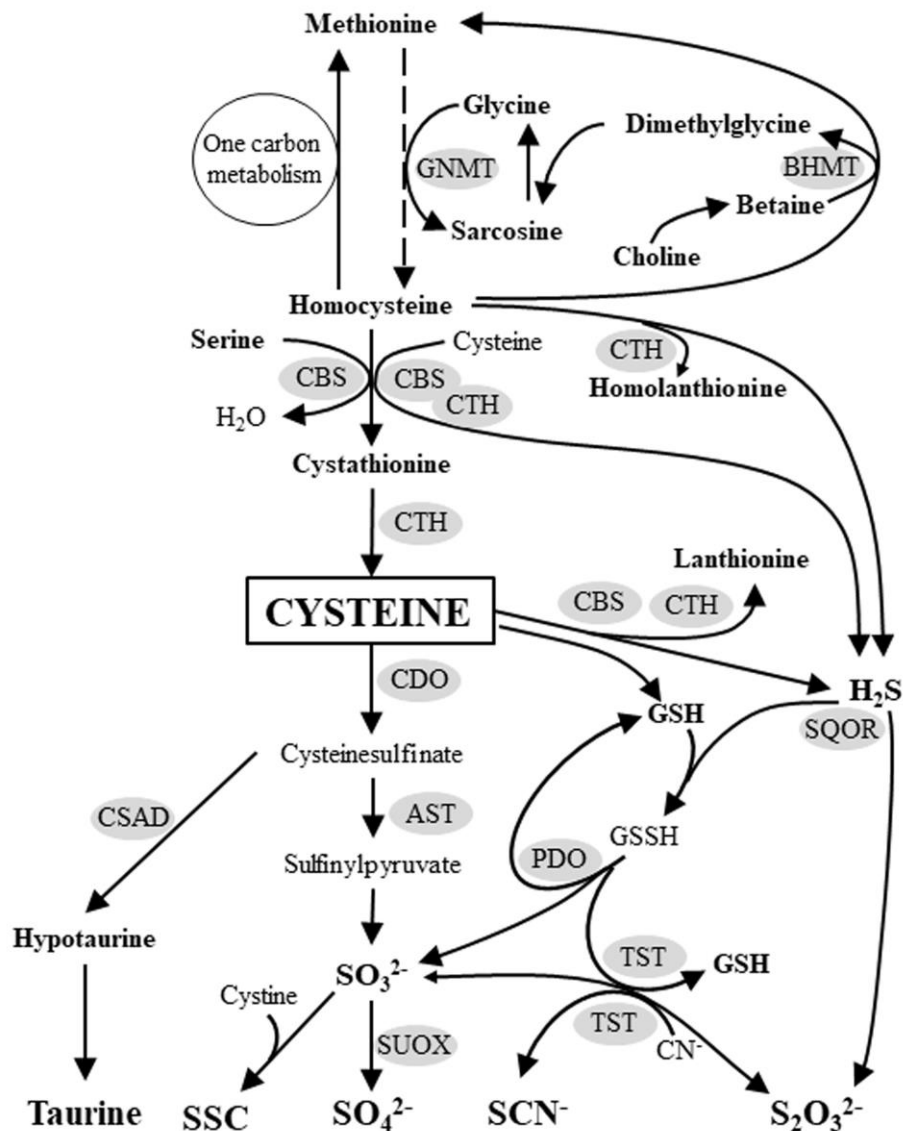 Methionine
Glycine
Dimethylglycine
One carbon
metabolism
GNMT
BHMT
Betaine
Sarcosine
Choline
Homocysteine
Serine
Cysteine
CTH
CBS
CBS
Homolanthionine
CTH
H₂O
Cystathionine
CTH
Lanthionine
CBS
CTH
CYSTEINE
CDO
H₂S
GSH
SQOR
Cysteinesulfinate
CSAD
AST
GSSH
PDO
Sulfinylpyruvate
Hypotaurine
TST
GSH
SO₃²⁻
Cystine
TST
SUOX
CN⁻
Taurine
SSC
SO₄²⁻
SCN⁻
S₂O₃²⁻